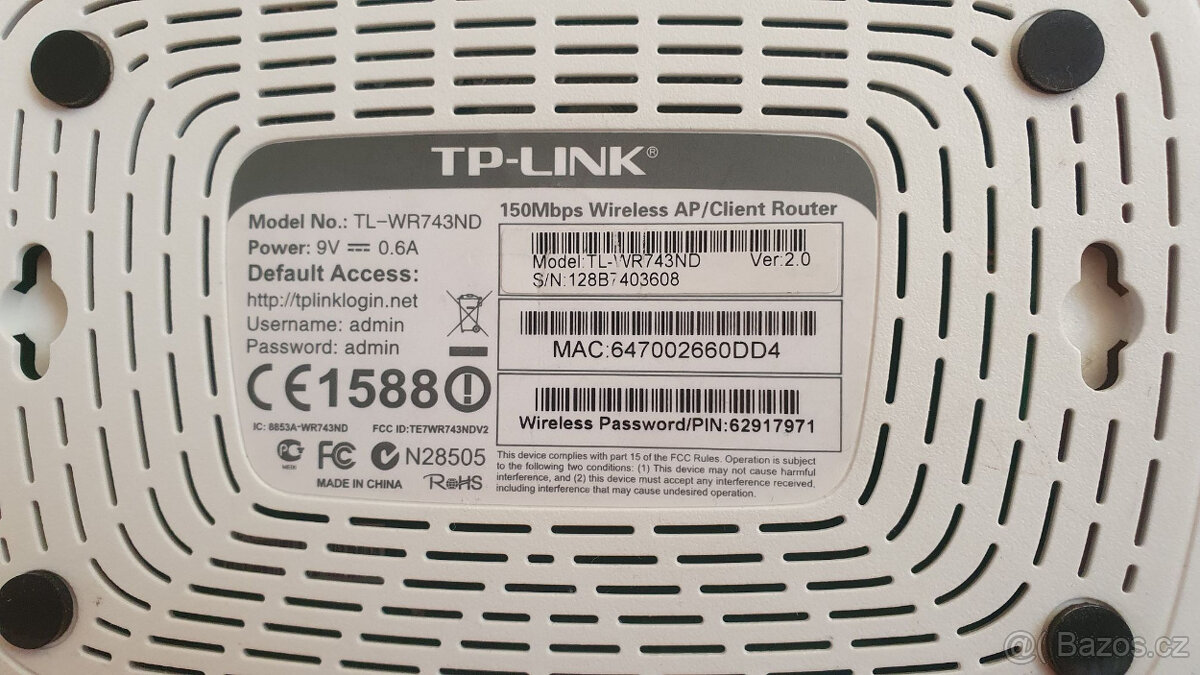 TP-LINK®
Model No.: TL-WR743ND
Power: 9V 0.6A
Default Access:
http://tplinklogin.net
Username: admin
Password: admin
CE1588
IC: 8853A-WR743ND FCC ID:TE7WR743NDV2
FC N28505
MADE IN CHINA RoHS
150Mbps Wireless AP/Client Router
Model:TL-WR743ND Ver:2.0
S/N:128B7403608
MAC:647002660DD4
Wireless Password/PIN:62917971
This device complies with part 15 of the FCC Rules. Operation is subject
to the following two conditions: (1) This device may not cause harmful
interference, and (2) this device must accept any interference received,
including interference that may cause undesired operation.
@ Bazos.cz